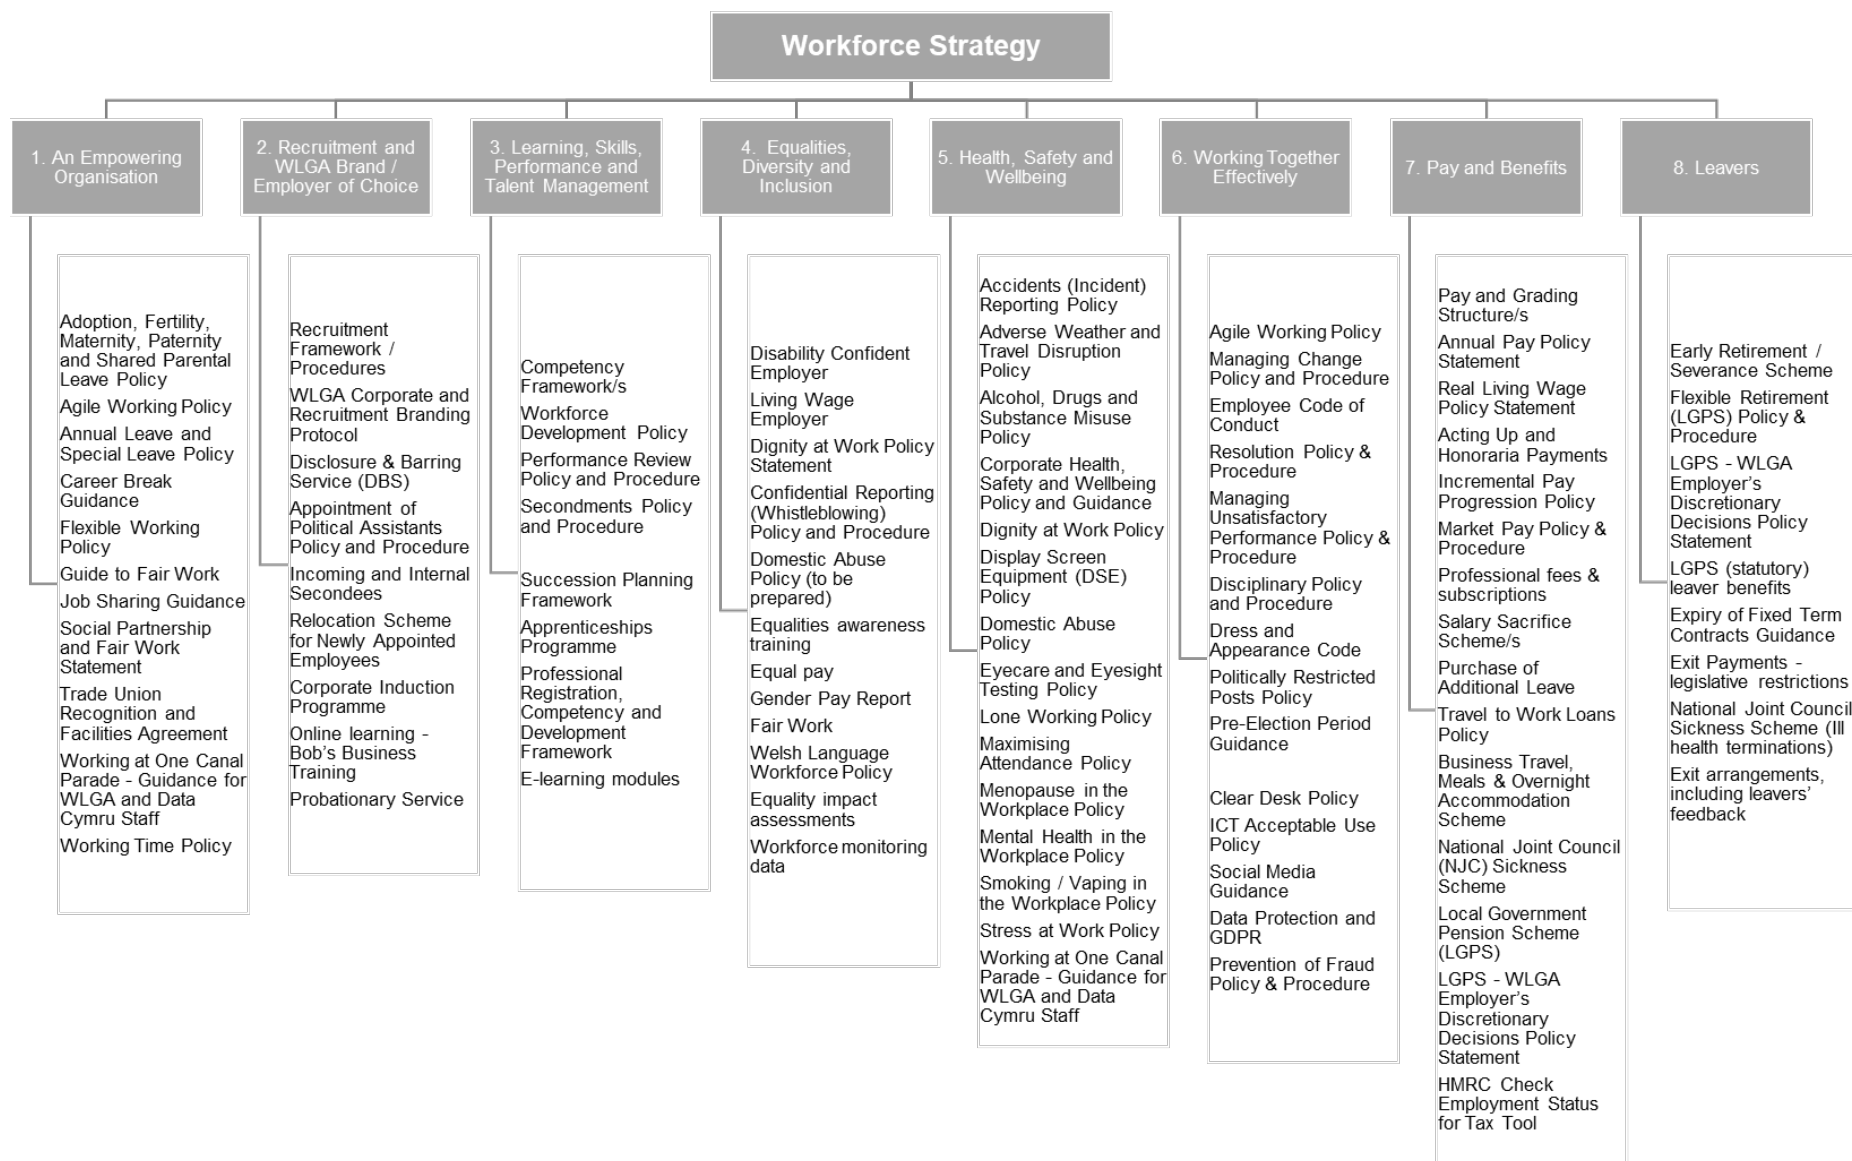 Workforce Strategy
1. An Empowering
Organisation
2. Recruitment and
WLGA Brand /
Employer of Choice
3. Learning, Skills,
Performance and
Talent Management
4. Equalities,
Diversity and
Inclusion
5. Health, Safety and
Wellbeing
6. Working Together
Effectively
7. Pay and Benefits
8. Leavers
Adoption, Fertility,
Maternity, Paternity
and Shared Parental
Leave Policy
Agile Working Policy
Annual Leave and
Special Leave Policy
Career Break
Guidance
Flexible Working
Policy
Guide to Fair Work
Job Sharing Guidance
Social Partnership
and Fair Work
Statement
Trade Union
Recognition and
Facilities Agreement
Working at One Canal
Parade - Guidance for
WLGA and Data
Cymru Staff
Working Time Policy
Recruitment
Framework /
Procedures
WLGA Corporate and
Recruitment Branding
Protocol
Disclosure & Barring
Service (DBS)
Appointment of
Political Assistants
Policy and Procedure
Incoming and Internal
Secondees
Relocation Scheme
for Newly Appointed
Employees
Corporate Induction
Programme
Online learning -
Bob's Business
Training
Probationary Service
Competency
Framework/s
Workforce
Development Policy
Performance Review
Policy and Procedure
Secondments Policy
and Procedure
Succession Planning
Framework
Apprenticeships
Programme
Professional
Registration,
Competency and
Development
Framework
E-learning modules
Disability Confident
Employer
Living Wage
Employer
Dignity at Work Policy
Statement
Confidential Reporting
(Whistleblowing)
Policy and Procedure
Domestic Abuse
Policy (to be
prepared)
Equalities awareness
training
Equal pay
Gender Pay Report
Fair Work
Welsh Language
Workforce Policy
Equality impact
assessments
Workforce monitoring
data
Accidents (Incident)
Reporting Policy
Adverse Weather and
Travel Disruption
Policy
Alcohol, Drugs and
Substance Misuse
Policy
Corporate Health,
Safety and Wellbeing
Policy and Guidance
Dignity at Work Policy
Display Screen
Equipment (DSE)
Policy
Domestic Abuse
Policy
Eyecare and Eyesight
Testing Policy
Lone Working Policy
Maximising
Attendance Policy
Menopause in the
Workplace Policy
Mental Health in the
Workplace Policy
Smoking / Vaping in
the Workplace Policy
Stress at Work Policy
Working at One Canal
Parade - Guidance for
WLGA and Data
Cymru Staff
Agile Working Policy
Managing Change
Policy and Procedure
Employee Code of
Conduct
Resolution Policy &
Procedure
Managing
Unsatisfactory
Performance Policy &
Procedure
Disciplinary Policy
and Procedure
Dress and
Appearance Code
Politically Restricted
Posts Policy
Pre-Election Period
Guidance
Clear Desk Policy
ICT Acceptable Use
Policy
Social Media
Guidance
Data Protection and
GDPR
Prevention of Fraud
Policy & Procedure
Pay and Grading
Structure/s
Annual Pay Policy
Statement
Real Living Wage
Policy Statement
Acting Up and
Honoraria Payments
Incremental Pay
Progression Policy
Market Pay Policy &
Procedure
Professional fees &
subscriptions
Salary Sacrifice
Scheme/s
Purchase of
Additional Leave
Travel to Work Loans
Policy
Business Travel,
Meals & Overnight
Accommodation
Scheme
National Joint Council
(NJC) Sickness
Scheme
Local Government
Pension Scheme
(LGPS)
LGPS - WLGA
Employer's
Discretionary
Decisions Policy
Statement
HMRC Check
Employment Status
for Tax Tool
Early Retirement /
Severance Scheme
Flexible Retirement
(LGPS) Policy &
Procedure
LGPS - WLGA
Employer's
Discretionary
Decisions Policy
Statement
LGPS (statutory)
leaver benefits
Expiry of Fixed Term
Contracts Guidance
Exit Payments -
legislative restrictions
National Joint Council
Sickness Scheme (Ill
health terminations)
Exit arrangements,
including leavers'
feedback